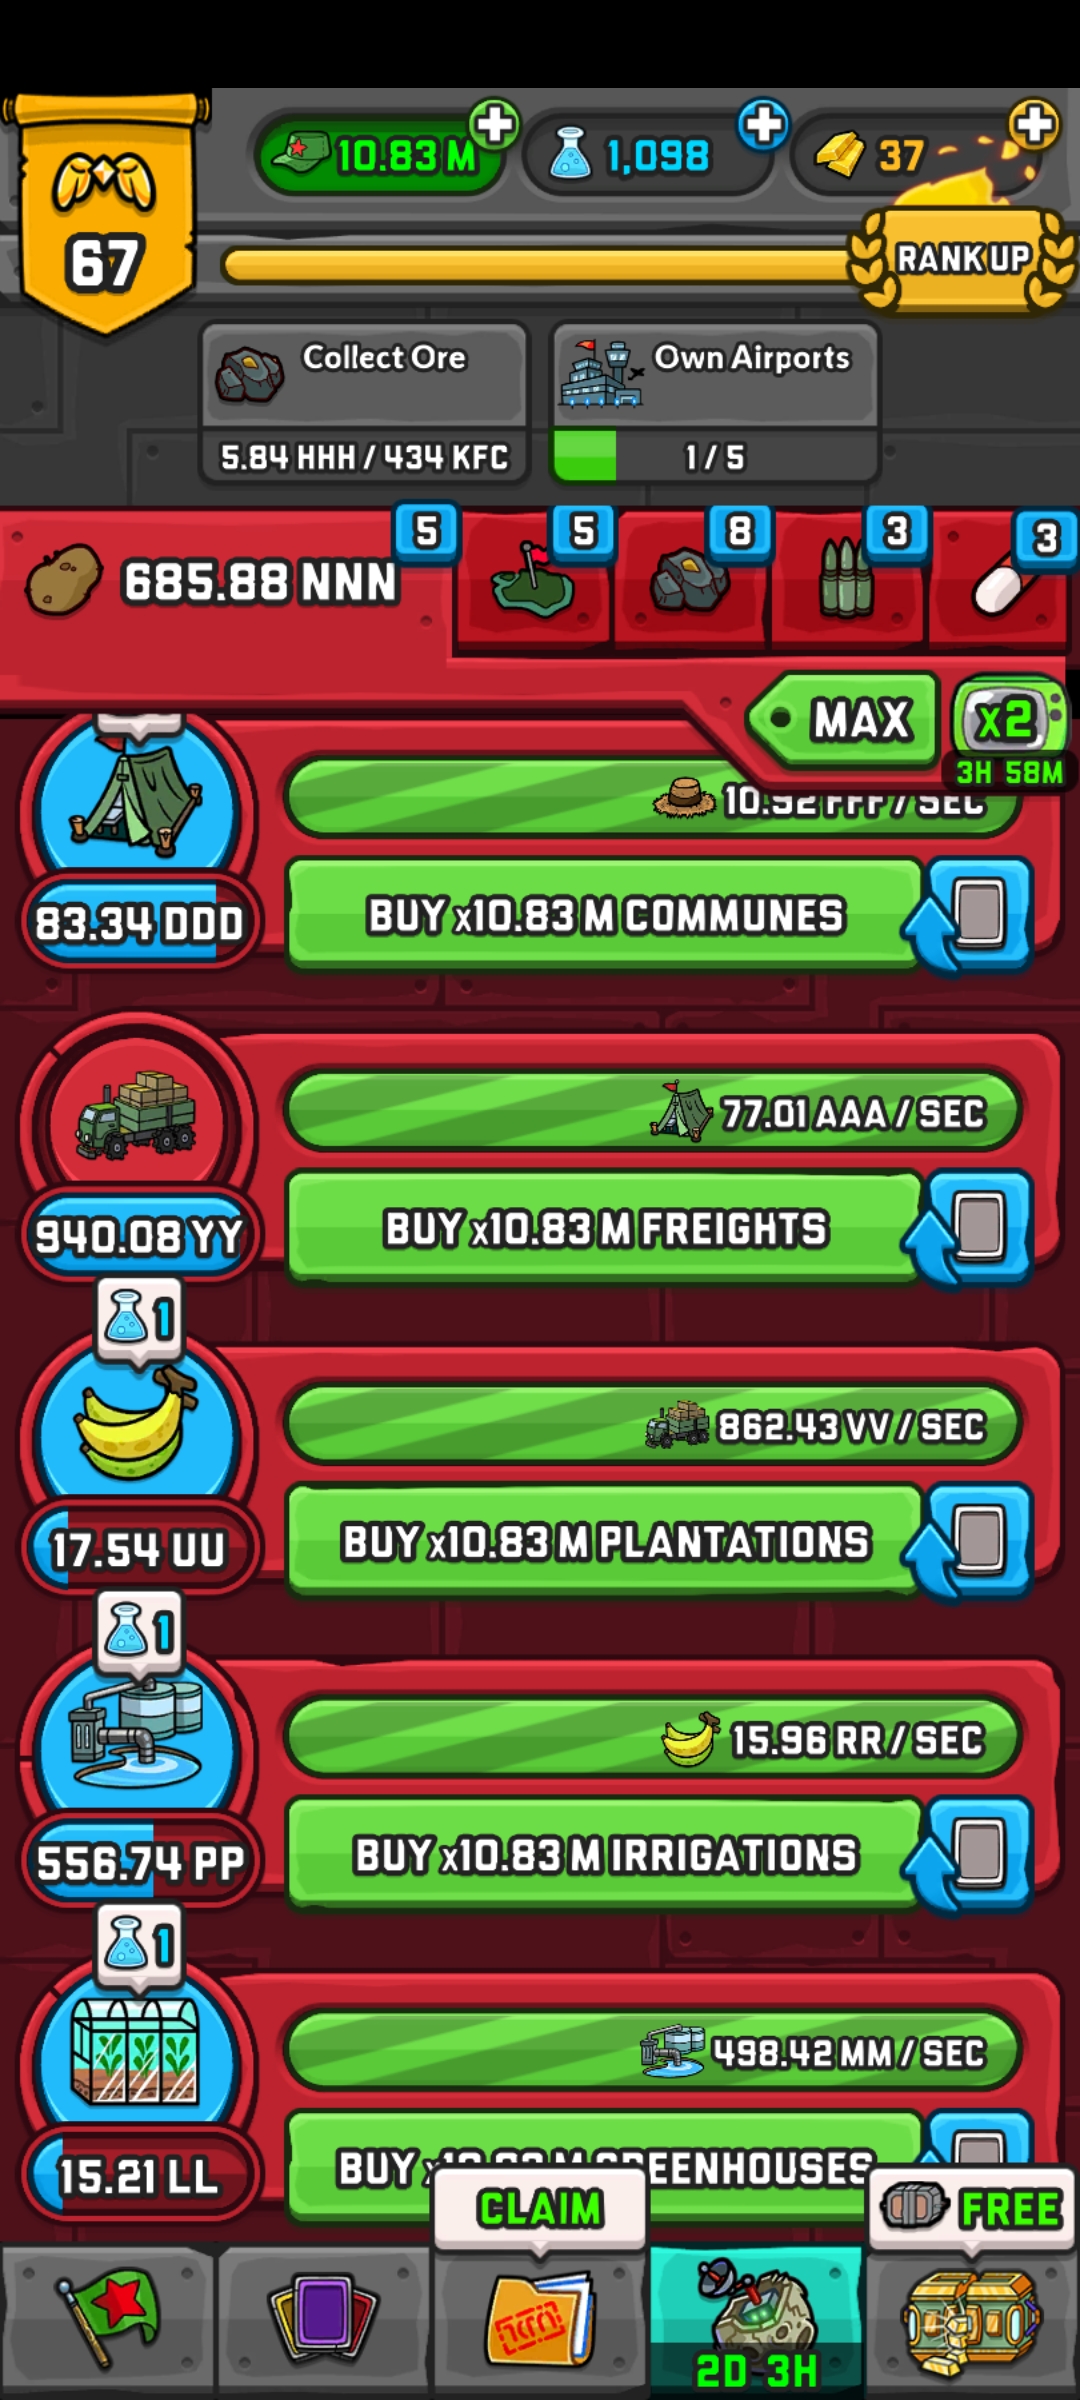 10.83 M
1,098
37
67
RANK UP
Collect Ore
Own Airports
5.84 HHH / 434 KFC
1 / 5
5
5
8
3
3
685.88 NNN
MAX
x2
3H 58M
10.92 FFF / SEC
83.34 DDD
BUY x10.83 M COMMUNES
77.01 AAA / SEC
940.08 YY
BUY x10.83 M FREIGHTS
1
862.43 VV / SEC
17.54 UU
BUY x10.83 M PLANTATIONS
1
15.96 RR / SEC
556.74 PP
BUY x10.83 M IRRIGATIONS
1
498.42 MM / SEC
15.21 LL
BUY x10.83 M GREENHOUSES
CLAIM
FREE
2D 3H